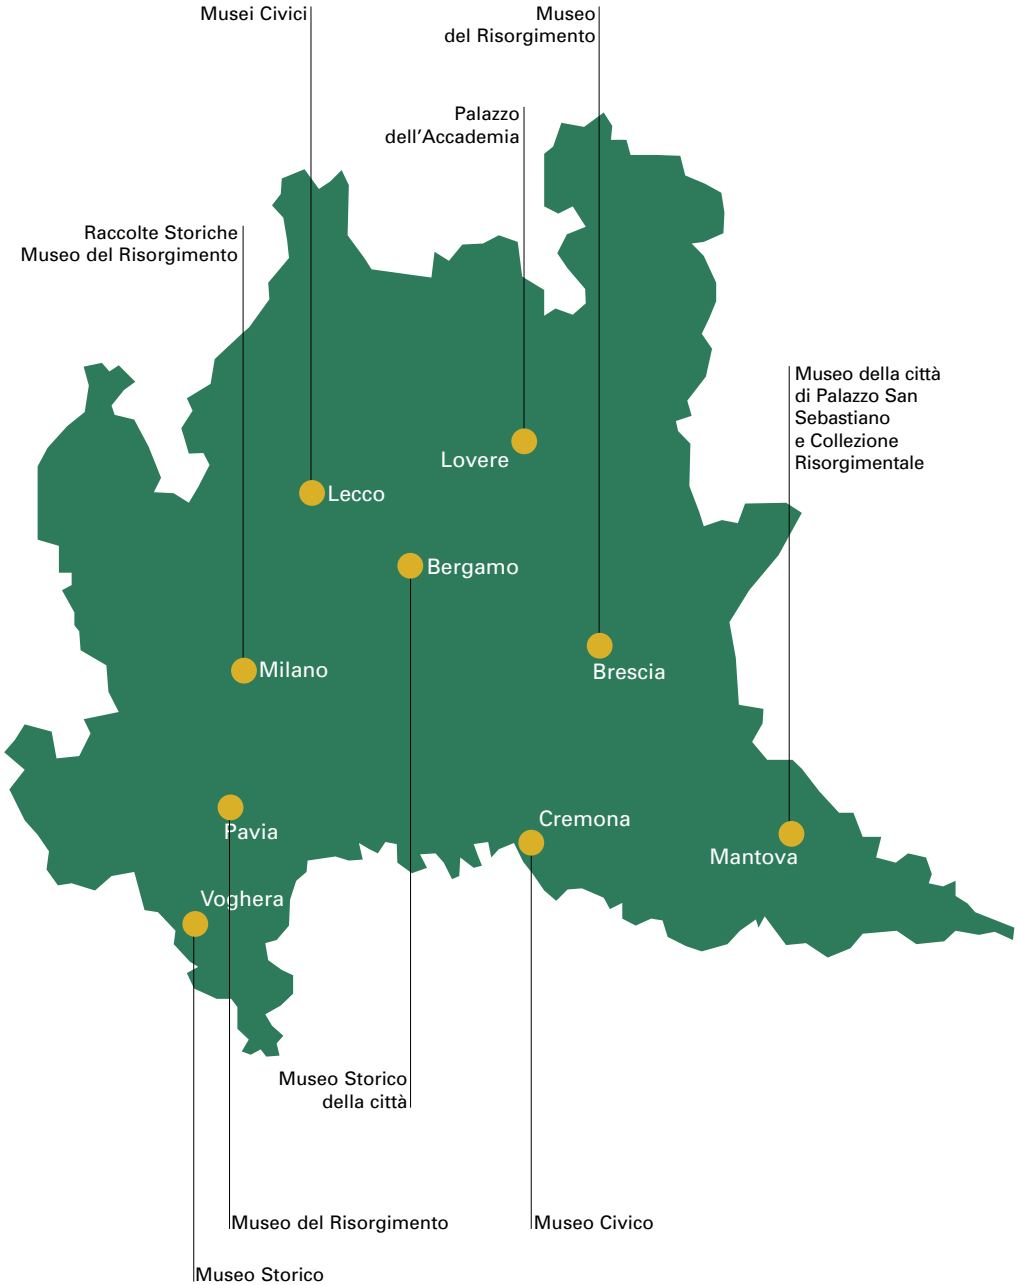 Musei Civici
Museo
del Risorgimento
Palazzo
dell'Accademia
Raccolte Storiche
Museo del Risorgimento
Museo della città
di Palazzo San
Sebastiano
e Collezione
Risorgimentale
Lovere
Lecco
Bergamo
Milano
Brescia
Pavia
Cremona
Mantova
Voghera
Museo Storico
della città
Museo del Risorgimento
Museo Civico
Museo Storico